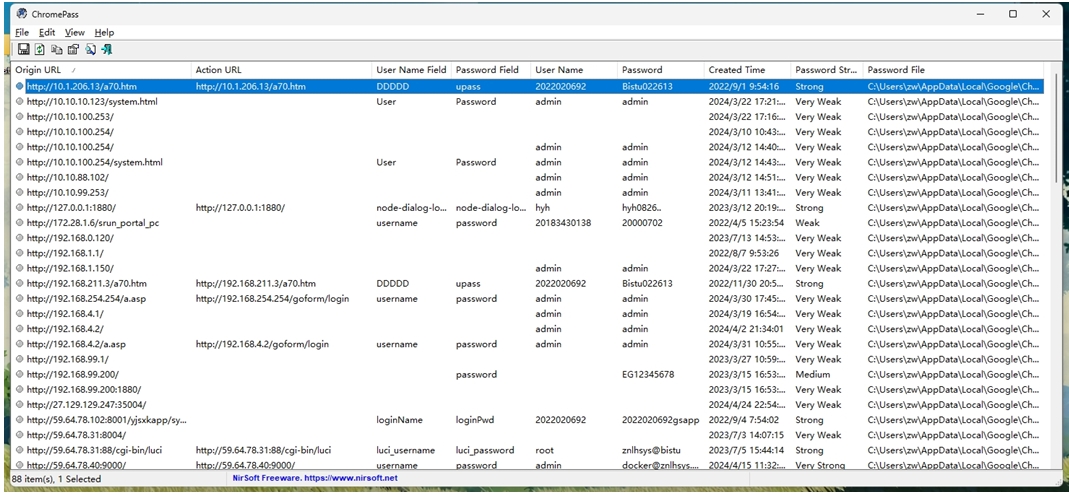 ChromePass
File Edit View Help
Origin URL / Action URL User Name Field Password Field User Name Password Created Time Password Str... Password File
http://10.1.206.13/a70.htm http://10.1.206.13/a70.htm DDDDD upass 2022020692 Bistu022613 2022/9/1 9:54:16 Strong C:\Users\zw\AppData\Local\Google\Ch...
http://10.10.10.123/system.html User Password admin admin 2024/3/22 17:21:... Very Weak C:\Users\zw\AppData\Local\Google\Ch...
http://10.10.100.253/ 2024/3/22 17:16:... Very Weak C:\Users\zw\AppData\Local\Google\Ch...
http://10.10.100.254/ 2024/3/10 10:43:... Very Weak C:\Users\zw\AppData\Local\Google\Ch...
http://10.10.100.254/ admin admin 2024/3/12 14:40:... Very Weak C:\Users\zw\AppData\Local\Google\Ch...
http://10.10.100.254/system.html User Password admin admin 2024/3/12 14:43:... Very Weak C:\Users\zw\AppData\Local\Google\Ch...
http://10.10.88.102/ admin admin 2024/3/12 14:51:... Very Weak C:\Users\zw\AppData\Local\Google\Ch...
http://10.10.99.253/ admin admin 2024/3/11 13:41:... Very Weak C:\Users\zw\AppData\Local\Google\Ch...
http://127.0.0.1:1880/ http://127.0.0.1:1880/ node-dialog-lo... node-dialog-lo... hyh hyh0826.. 2023/3/12 20:19:... Strong C:\Users\zw\AppData\Local\Google\Ch...
http://172.28.1.6/srun_portal_pc username password 20183430138 20000702 2022/4/5 15:23:54 Weak C:\Users\zw\AppData\Local\Google\Ch...
http://192.168.0.120/ 2023/7/13 14:53:... Very Weak C:\Users\zw\AppData\Local\Google\Ch...
http://192.168.1.1/ 2022/8/7 9:53:26 Very Weak C:\Users\zw\AppData\Local\Google\Ch...
http://192.168.1.150/ admin admin 2024/3/22 17:27:... Very Weak C:\Users\zw\AppData\Local\Google\Ch...
http://192.168.211.3/a70.htm DDDDD upass 2022020692 Bistu022613 2022/11/30 20:5... Strong C:\Users\zw\AppData\Local\Google\Ch...
http://192.168.254.254/a.asp http://192.168.254.254/goform/login username password admin admin 2024/3/30 17:45:... Very Weak C:\Users\zw\AppData\Local\Google\Ch...
http://192.168.4.1/ admin admin 2024/3/19 16:54:... Very Weak C:\Users\zw\AppData\Local\Google\Ch...
http://192.168.4.2/ admin admin 2024/4/2 21:34:01 Very Weak C:\Users\zw\AppData\Local\Google\Ch...
http://192.168.4.2/a.asp http://192.168.4.2/goform/login username password admin admin 2024/3/31 10:55:... Very Weak C:\Users\zw\AppData\Local\Google\Ch...
http://192.168.99.1/ 2023/3/27 10:59:... Very Weak C:\Users\zw\AppData\Local\Google\Ch...
http://192.168.99.200/ password EG12345678 2023/3/15 16:53:... Medium C:\Users\zw\AppData\Local\Google\Ch...
http://192.168.99.200:1880/ 2023/3/15 16:53:... Very Weak C:\Users\zw\AppData\Local\Google\Ch...
http://27.129.129.247:35004/ 2024/4/24 22:54:... Very Weak C:\Users\zw\AppData\Local\Google\Ch...
http://59.64.78.102:8001/yjsxkapp/sy... loginName loginPwd 2022020692 2022020692gsapp 2022/9/4 7:54:02 Strong C:\Users\zw\AppData\Local\Google\Ch...
http://59.64.78.31:8004/ 2023/7/3 14:07:15 Very Weak C:\Users\zw\AppData\Local\Google\Ch...
http://59.64.78.31:88/cgi-bin/luci http://59.64.78.31:88/cgi-bin/luci luci_username luci_password root znlhsys@bistu 2023/7/5 15:44:14 Strong C:\Users\zw\AppData\Local\Google\Ch...
http://59.64.78.40:9000/ http://59.64.78.40:9000/ username password admin docker@znlhsys.... 2024/4/15 11:32:... Very Strong C:\Users\zw\AppData\Local\Google\Ch...
88 item(s), 1 Selected NirSoft Freeware. https://www.nirsoft.net